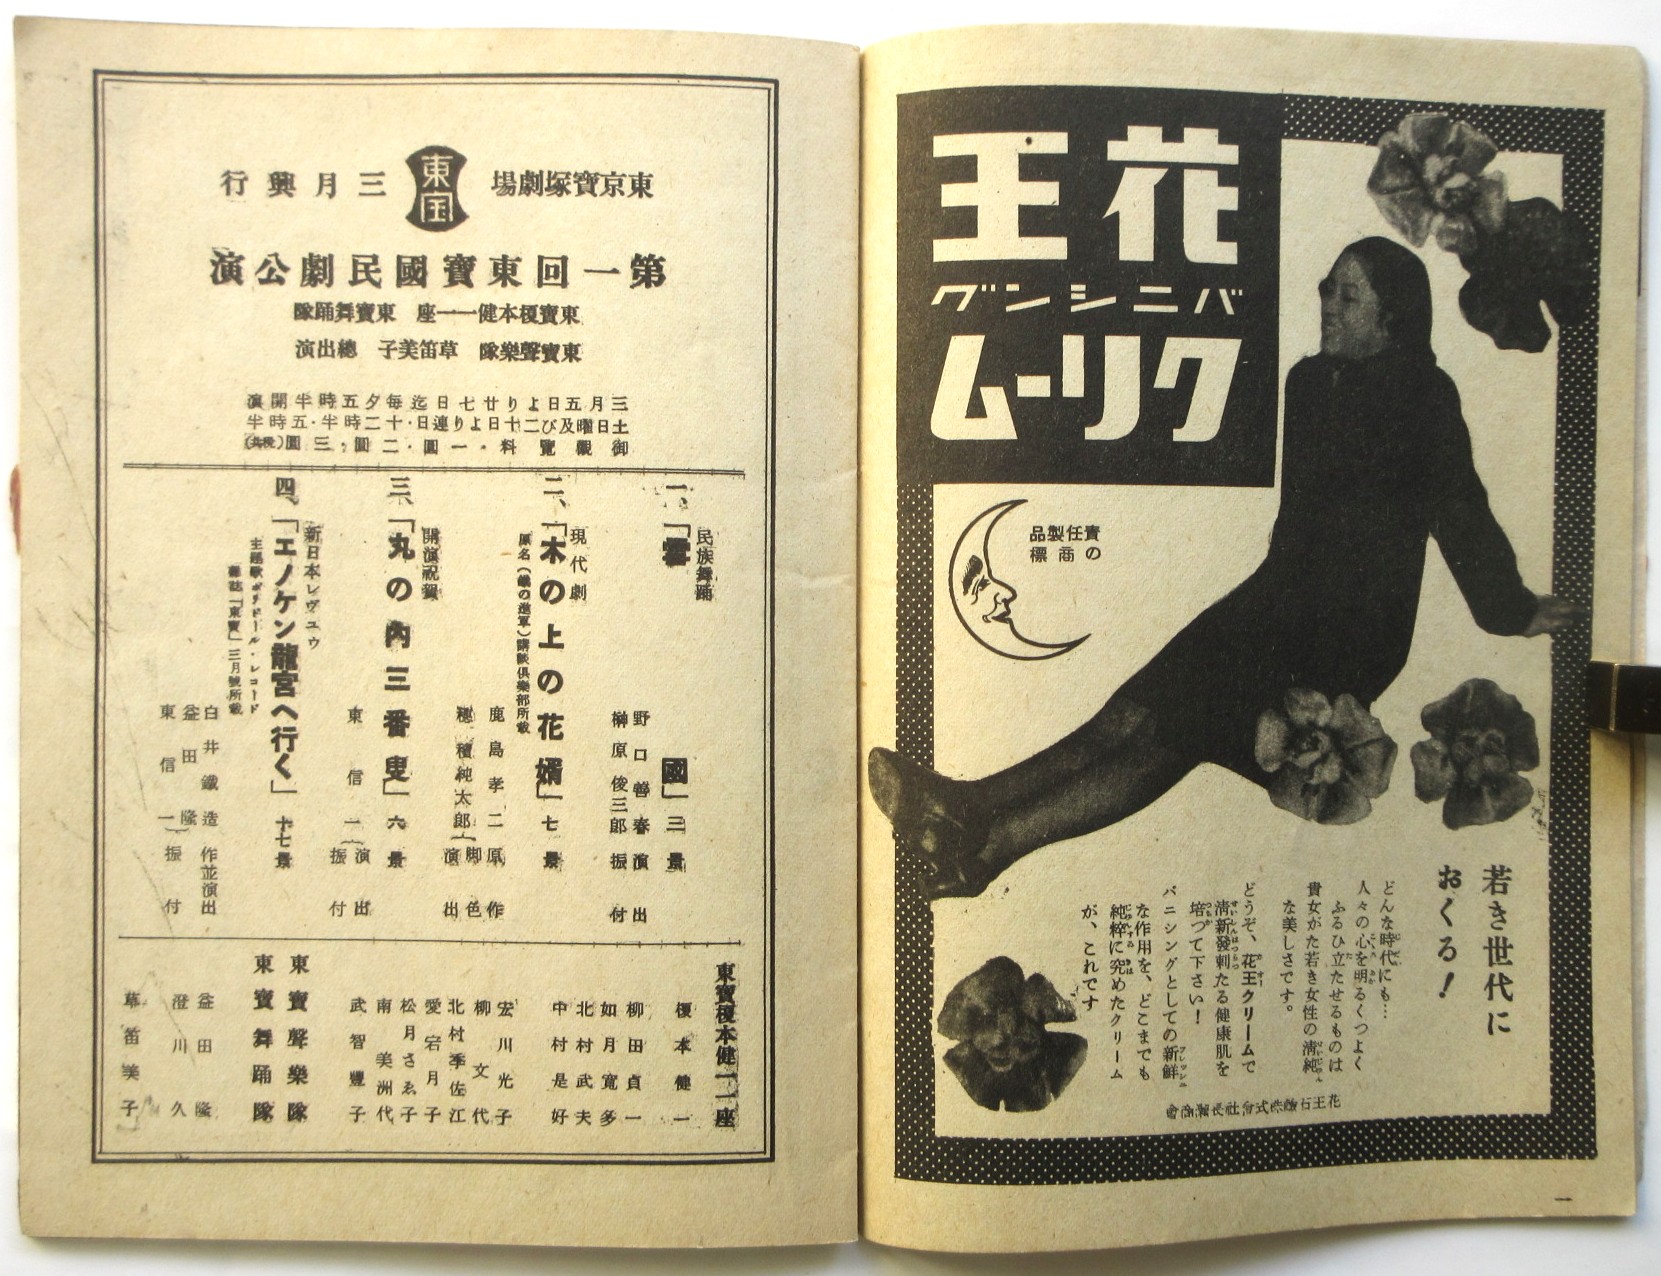 花王
バニシング
クリーム
責任製品
の商標
若き世代に
おくる！
どんな時代にも…
人々の心を明るくつよく
ふるひ立たせるものは
貴女がた若き女性の清純
な美しさです。
どうぞ、花王クリームで
清新溌剌たる健康肌を
培つて下さい！
バニシングとしての新鮮
な作用を、どこまでも
純粋に究めたクリーム
が、これです
花王石鹸株式會社長瀬商會
一
東京寶塚劇場
東宝
三月興行
第一回東寶國民劇公演
東寶榎本健一一座　東寶舞踊隊
東寶聲樂隊　草笛美子　總出演
三月五日より廿七日迄毎夕五時半開演
土日曜及び二十日より連日・十二時半・五時半
御觀覽料・一圓・二圓・三圓(税共)
民族舞踊
一、「雲國」三景
野口善春演出
榊原俊三郎振付
現代劇
二、「木の上の花婿」七景
原名(鐵の進軍)講談倶樂部所載
鹿島孝二原作
穂積純太郎{脚色演出
開演祝賀
三、「丸の内三番叟」六景
東信一{演出振付
新日本レヴユウ
四、「エノケン龍宮へ行く」十七景
主題歌ポリドール・レコード
雜誌「東寶」三月號所載
白井鐵造作並演出
益田隆
東信一}振付
東寶榎本健一一座
榎本健一
柳田貞一
如月寛多
北村武夫
中村是好
宏川光子
柳文代
北村季佐江
愛宕月子
松月さゑ子
南美洲代
武智豐子
東寶聲樂隊
東寶舞踊隊
益田隆
澄川久
草笛美子